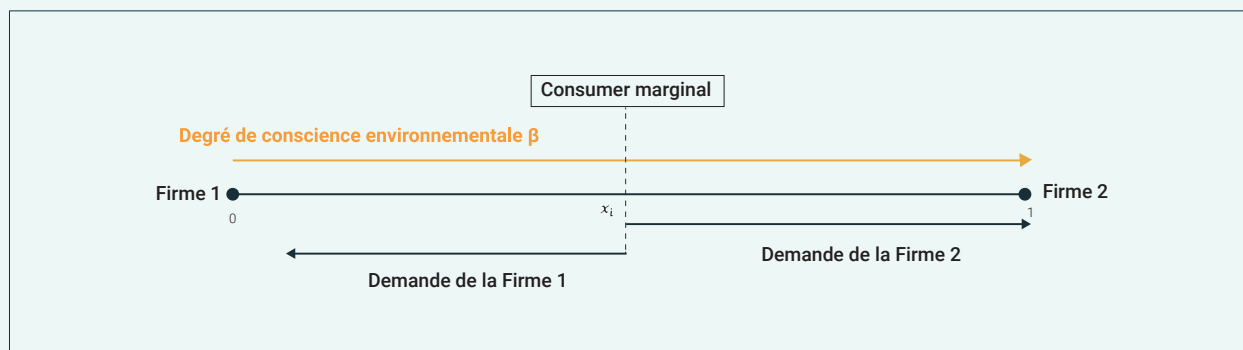 Consumer marginal
Degré de conscience environnementale β
Firme 1
Firme 2
0
x_i
1
Demande de la Firme 2
Demande de la Firme 1